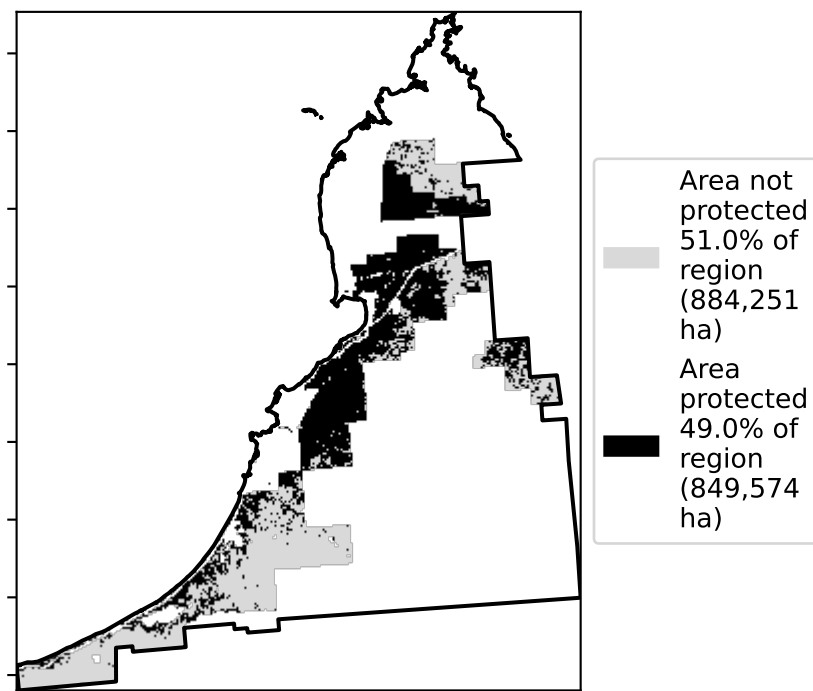 Area not
protected
51.0% of
region
(884,251
ha)
Area
protected
49.0% of
region
(849,574
ha)